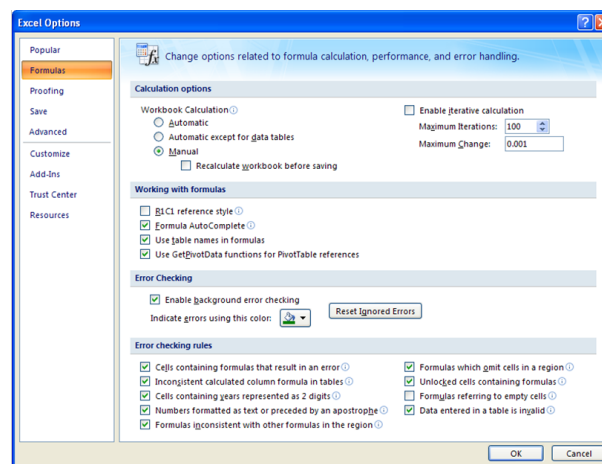 Excel Options
Popular
Formulas
Proofing
Save
Advanced
Customize
Add-Ins
Trust Center
Resources
Change options related to formula calculation, performance, and error handling.
Calculation options
Workbook Calculation
Automatic
Automatic except for data tables
Manual
Recalculate workbook before saving
Enable iterative calculation
Maximum Iterations: 100
Maximum Change: 0.001
Working with formulas
R1C1 reference style
Formula AutoComplete
Use table names in formulas
Use GetPivotData functions for PivotTable references
Error Checking
Enable background error checking
Indicate errors using this color:
Reset Ignored Errors
Error checking rules
Cells containing formulas that result in an error
Inconsistent calculated column formula in tables
Cells containing years represented as 2 digits
Numbers formatted as text or preceded by an apostrophe
Formulas inconsistent with other formulas in the region
Formulas which omit cells in a region
Unlocked cells containing formulas
Formulas referring to empty cells
Data entered in a table is invalid
OK
Cancel